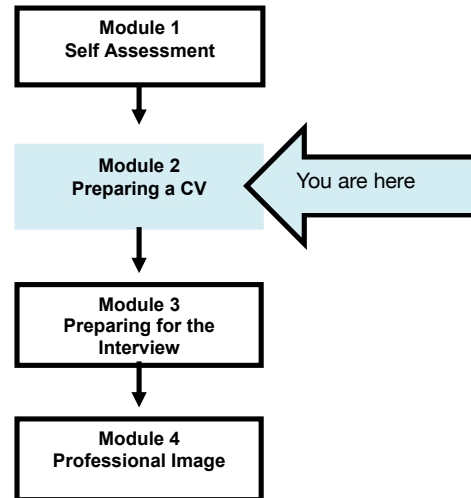 Module 1
Self Assessment
Module 2
Preparing a CV
You are here
Module 3
Preparing for the
Interview
Module 4
Professional Image